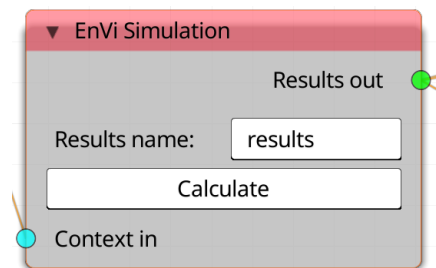 EnVi Simulation
Results out
Results name: results
Calculate
Context in